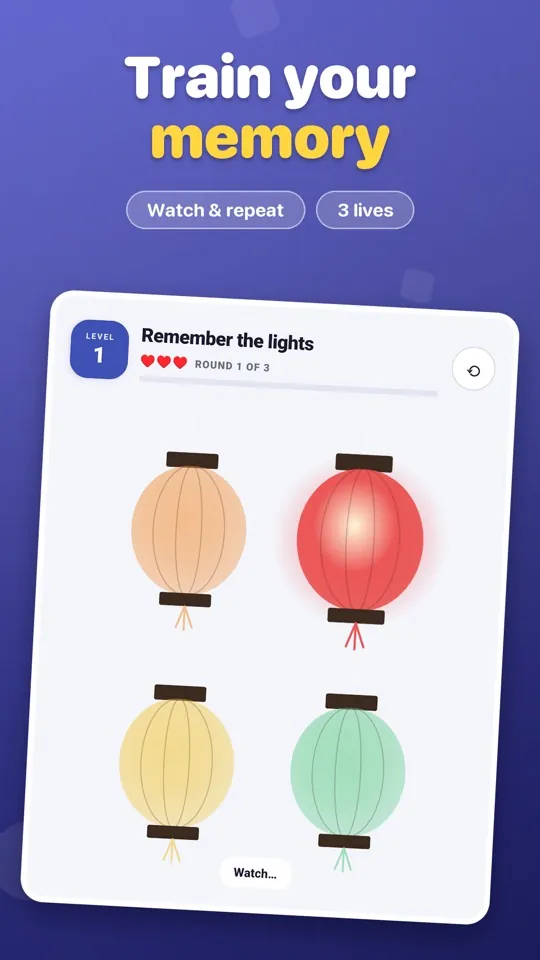 Train your
memory
Watch & repeat
3 lives
LEVEL
1
Remember the lights
ROUND 1 OF 3
Watch...